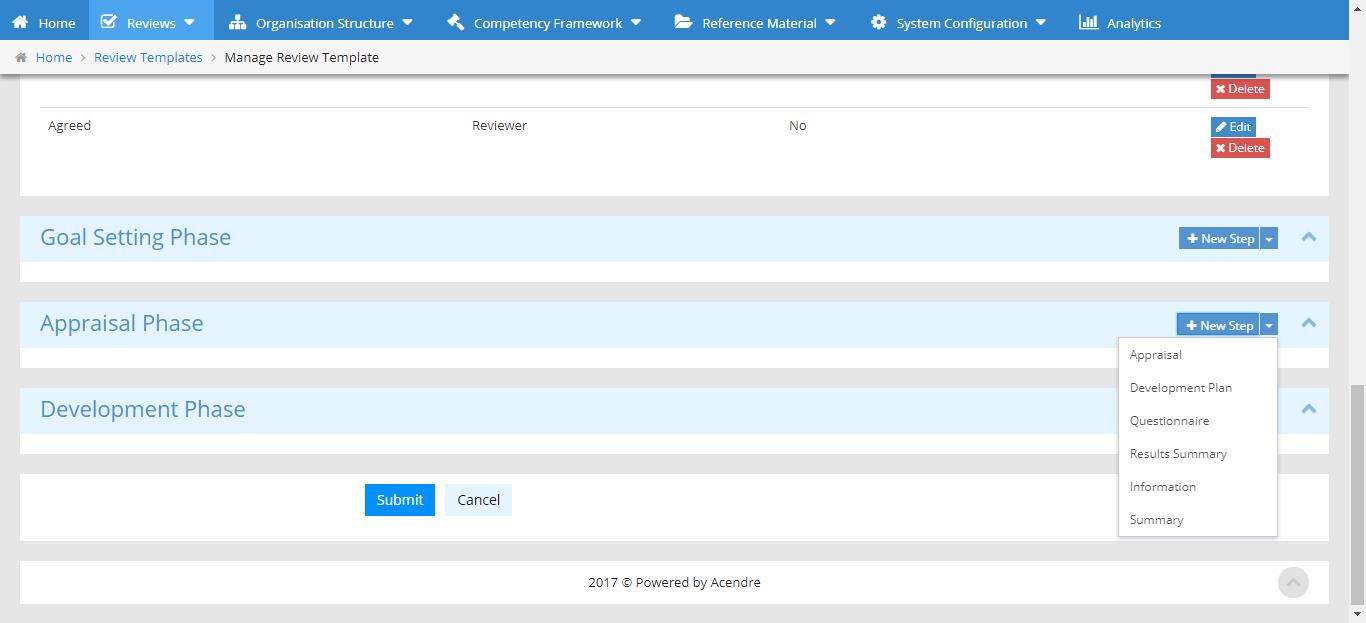 Home Reviews Organisation Structure Competency Framework Reference Material System Configuration Analytics
Home > Review Templates > Manage Review Template
Delete
Agreed Reviewer No Edit
Delete
Goal Setting Phase New Step
Appraisal Phase New Step
Appraisal
Development Plan
Development Phase
Questionnaire
Results Summary
Information
Submit Cancel
Summary
2017 © Powered by Acendre